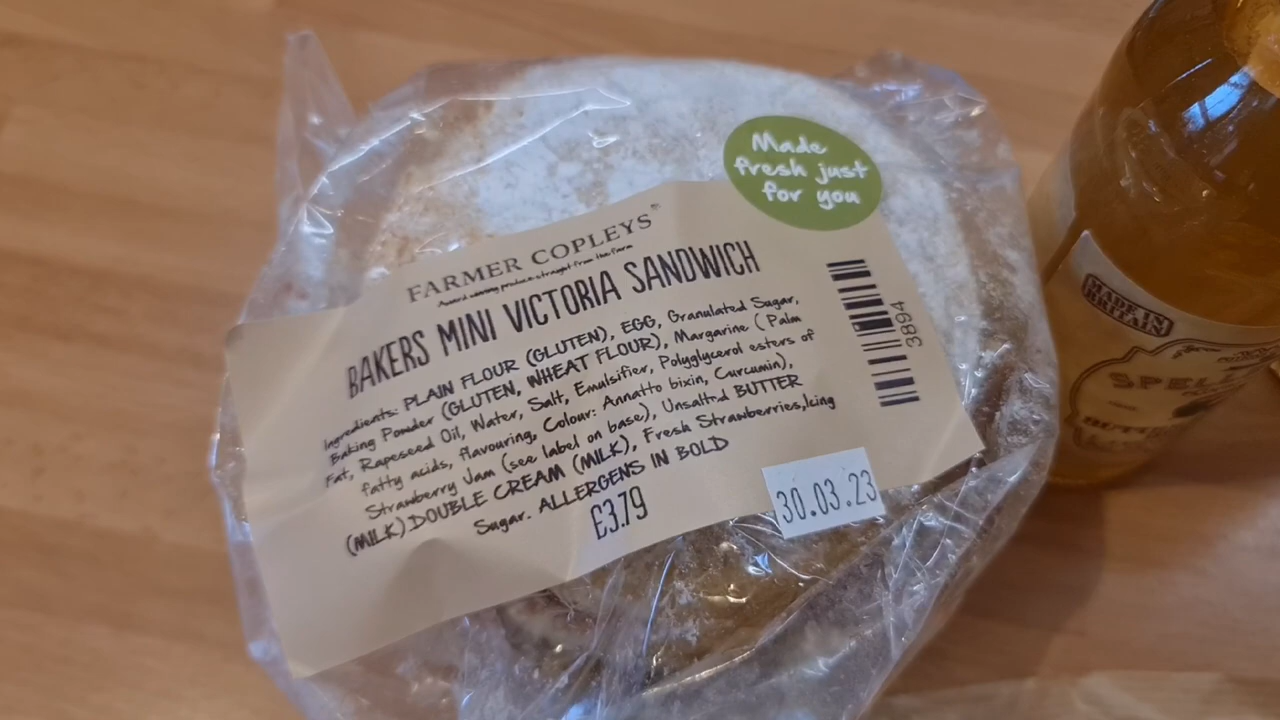 Made
fresh just
for you
FARMER COPLEYS
Award winning produce straight from the farm
BAKERS MINI VICTORIA SANDWICH
Ingredients: PLAIN FLOUR (GLUTEN), EGG, Granulated Sugar,
Baking Powder (GLUTEN, WHEAT FLOUR), Margarine (Palm
Fat, Rapeseed Oil, Water, Salt, Emulsifier, Polyglycerol esters of
fatty acids, flavouring, Colour: Annatto bixin, Curcumin),
Strawberry Jam (see label on base), Unsalted BUTTER
(MILK),DOUBLE CREAM (MILK), Fresh Strawberries,Icing
Sugar. ALLERGENS IN BOLD
£3.79
3894
30.03.23
MADE IN
BRITAIN